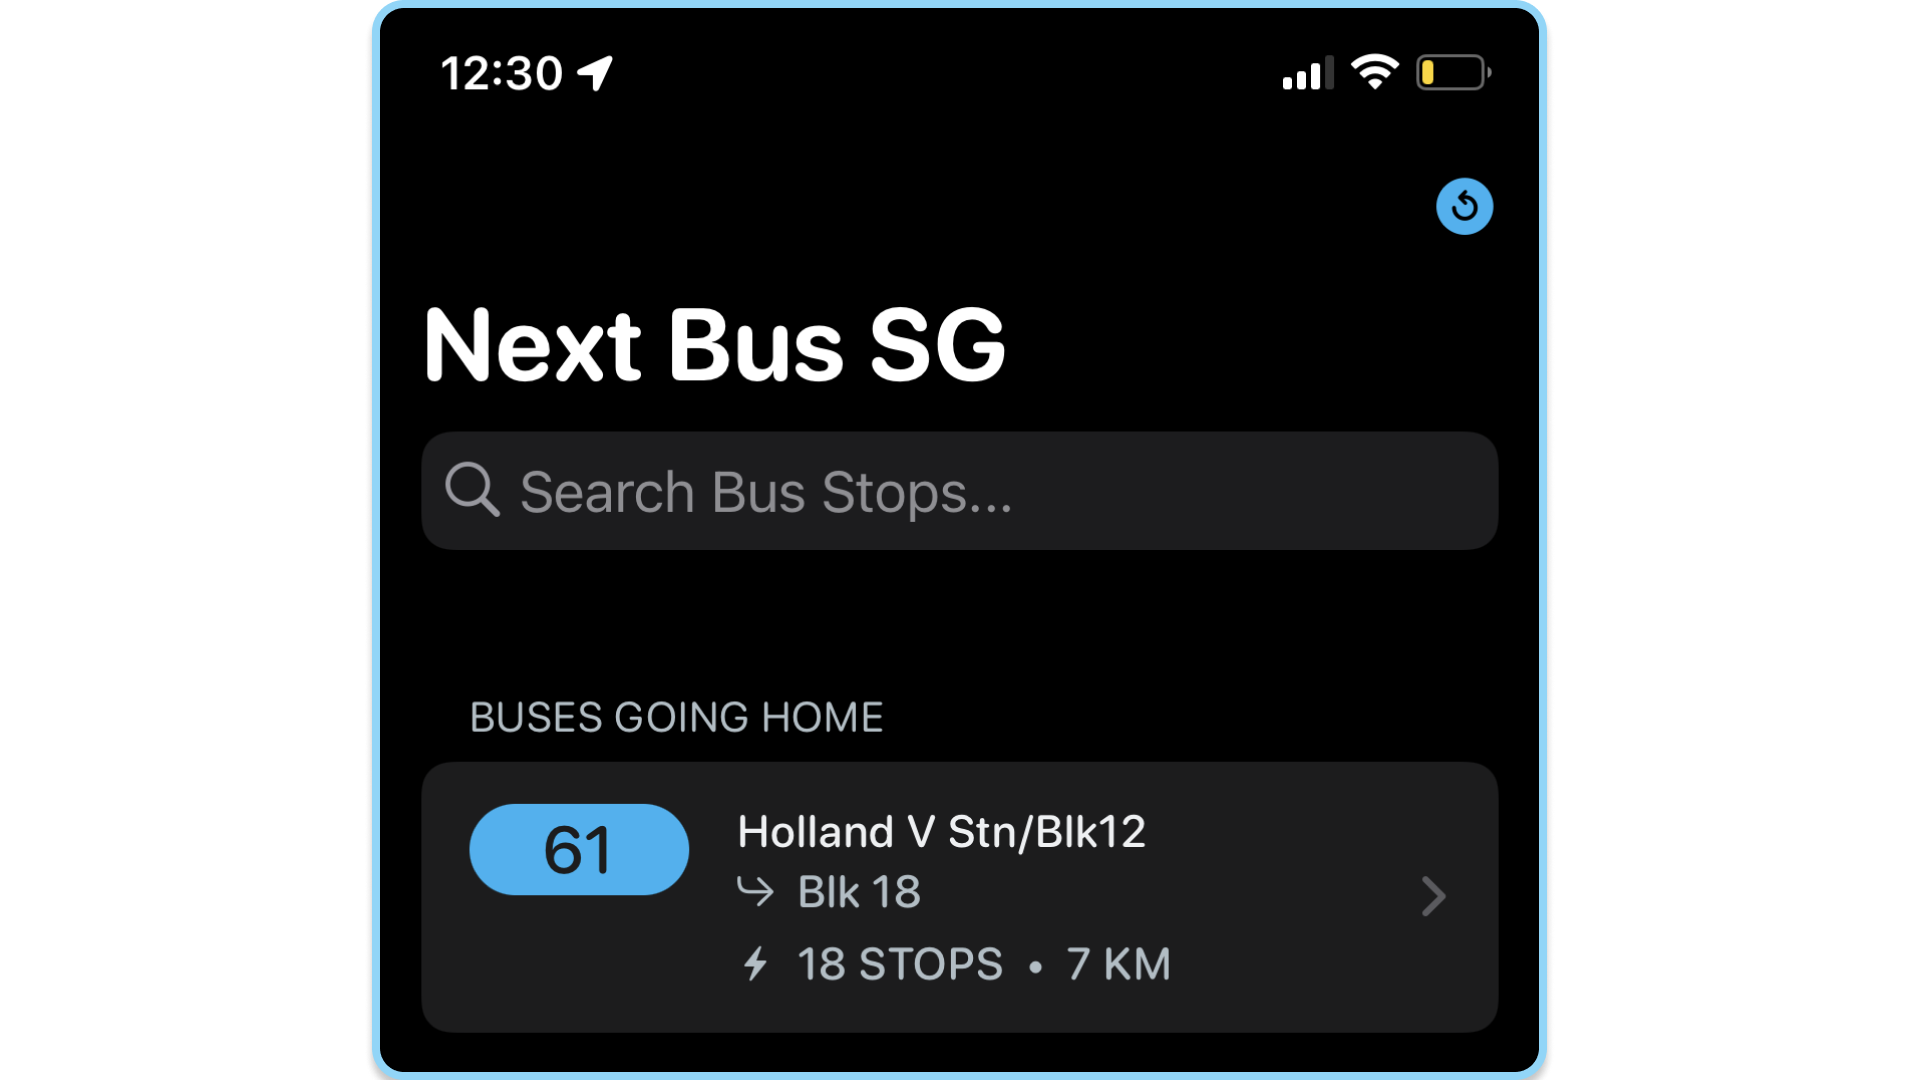 12:30
Next Bus SG
Search Bus Stops...
BUSES GOING HOME
61
Holland V Stn/Blk12
Blk 18
18 STOPS • 7 KM